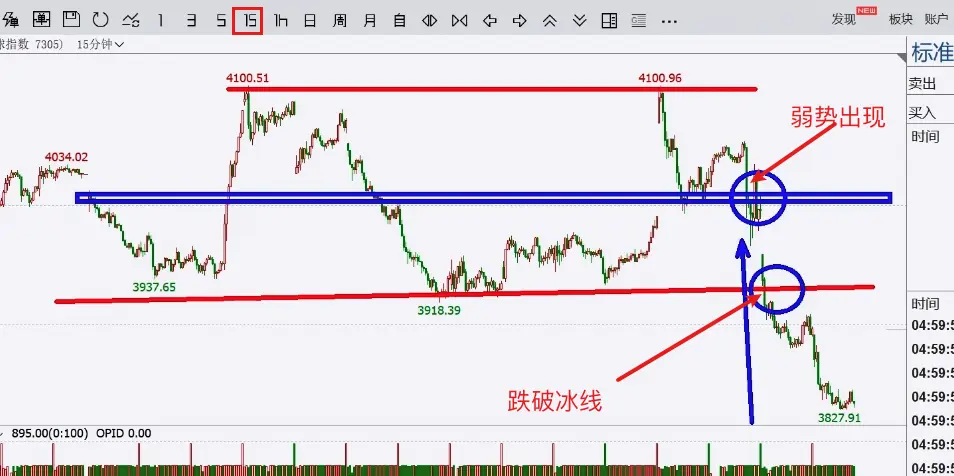 弹 单 1 3 5 15 1h 日 周 月 自 ... 发现 NEW 板块 账户
球指数 7305) 15分钟
标准
卖出
买入
时间
4100.51
4100.96
弱势出现
4034.02
3937.65
3918.39
跌破冰线
3827.91
时间
04:59:5
04:59:5
04:59:5
04:59:5
04:59:5
04:59:5
895.00(0:100) OPID 0.00